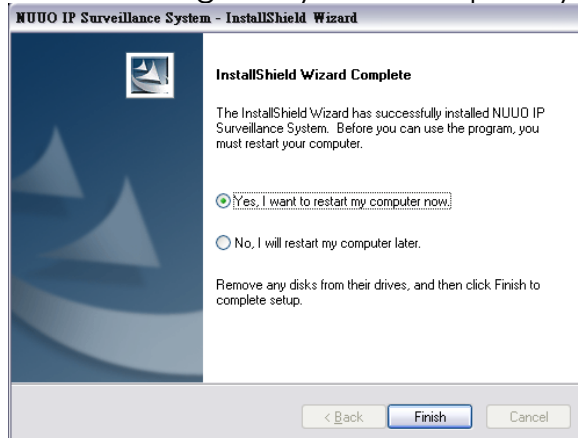 NUUO IP Surveillance System - InstallShield Wizard
InstallShield Wizard Complete
The InstallShield Wizard has successfully installed NUUO IP
Surveillance System.  Before you can use the program, you
must restart your computer.
Yes, I want to restart my computer now.
No, I will restart my computer later.
Remove any disks from their drives, and then click Finish to
complete setup.
< Back
Finish
Cancel